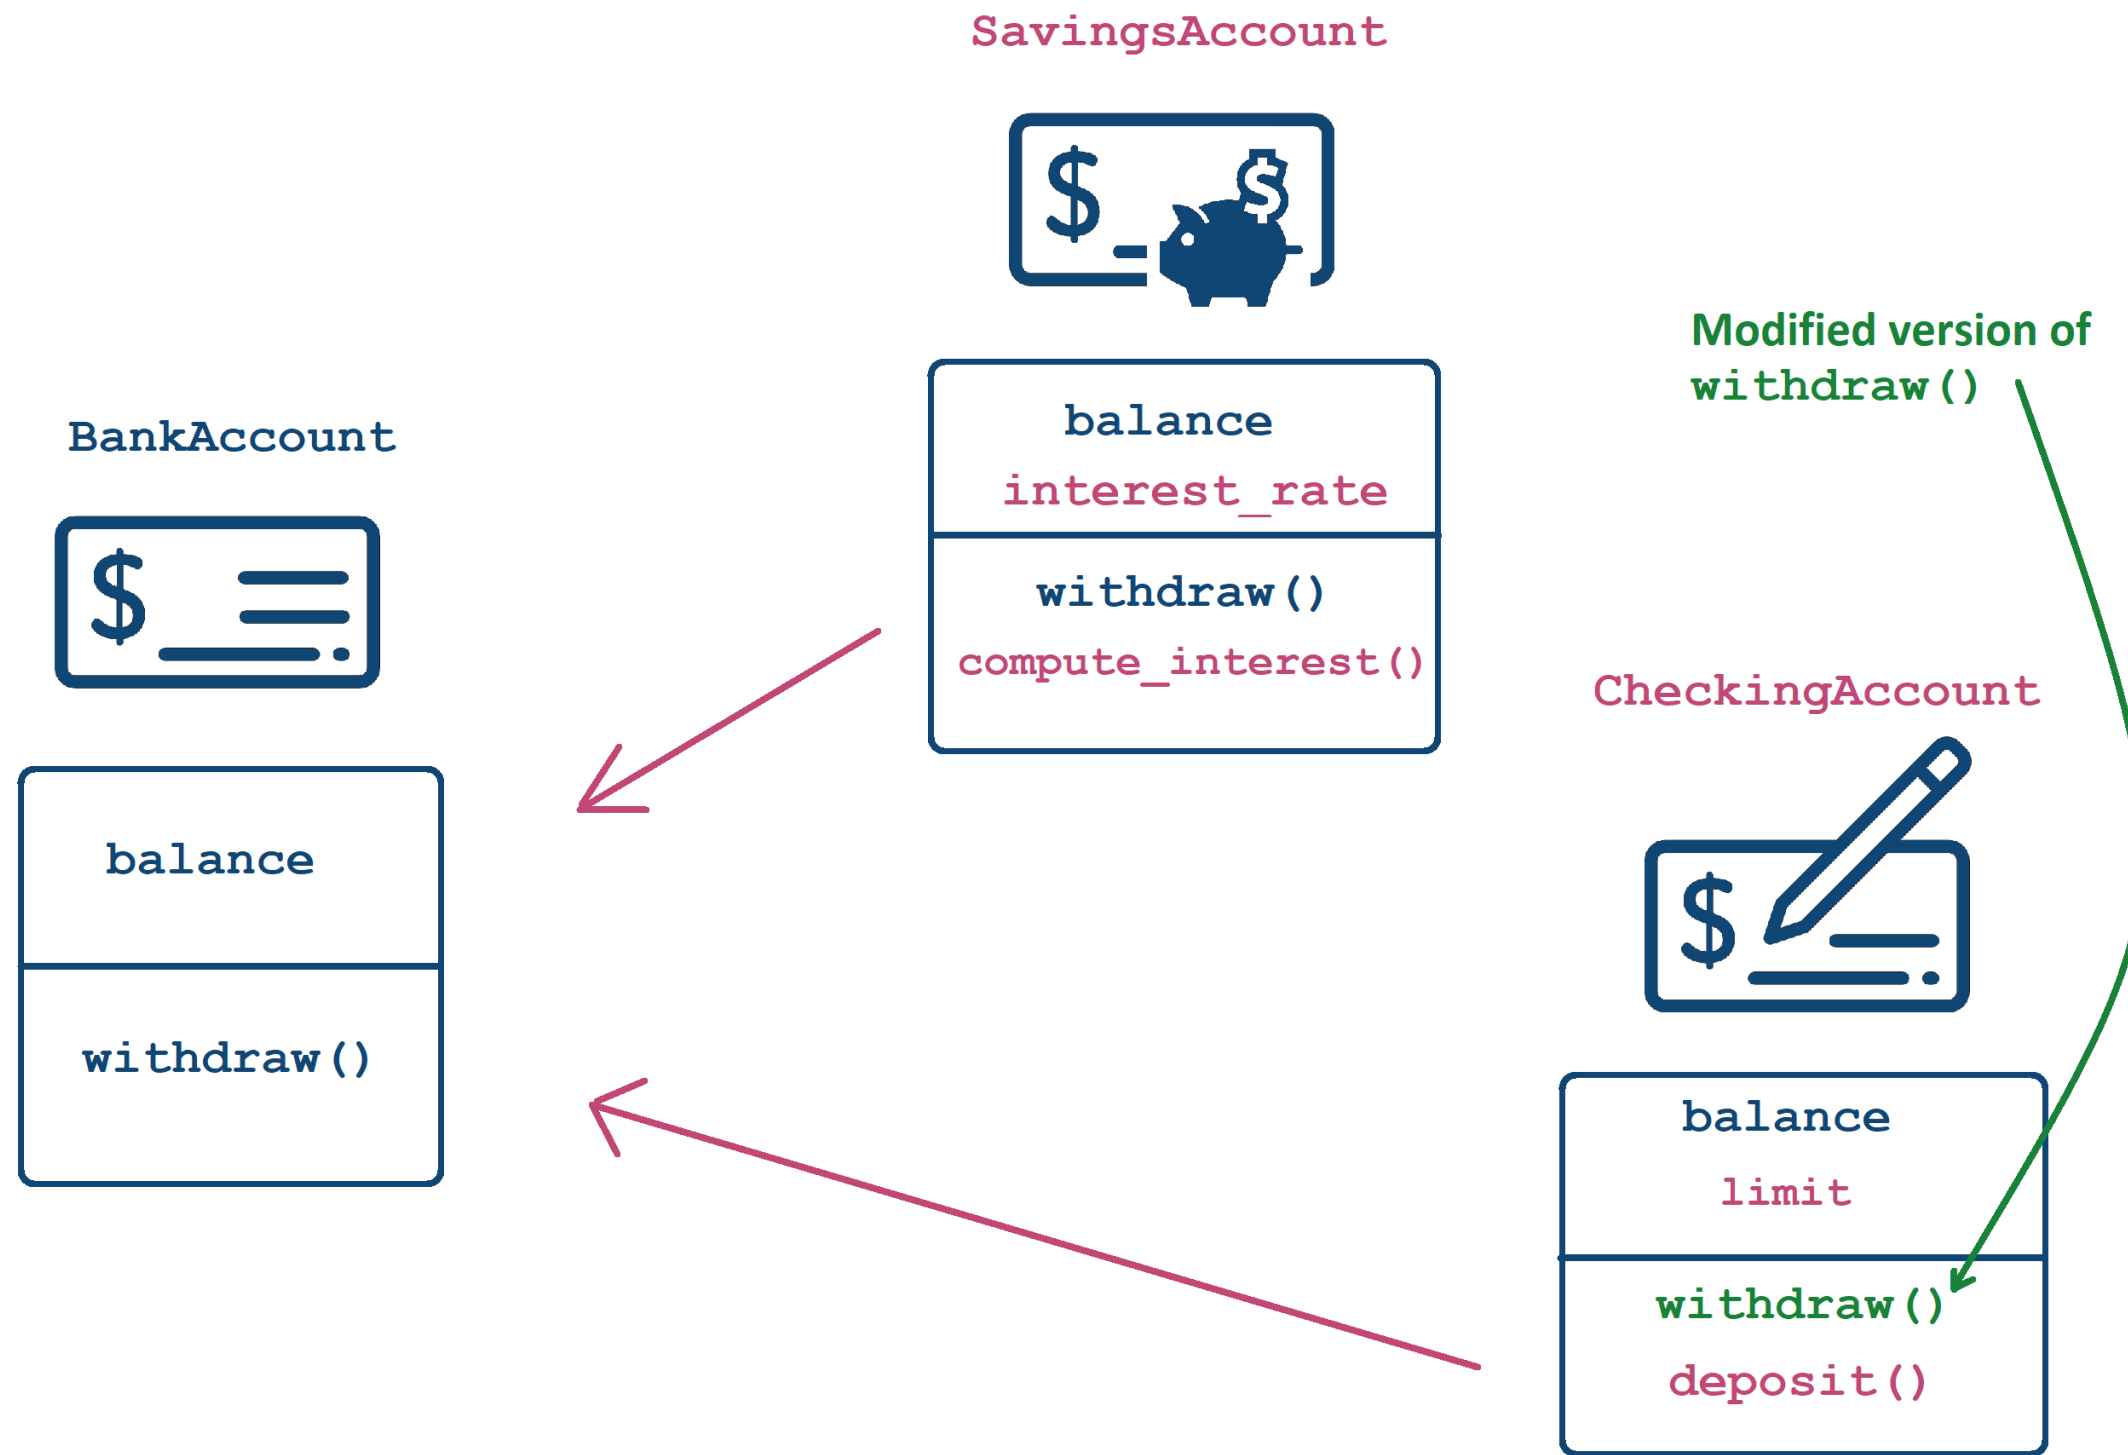 SavingsAccount
$
$
balance
interest_rate
withdraw()
compute_interest()
BankAccount
$
balance
withdraw()
Modified version of
withdraw()
CheckingAccount
$
balance
limit
withdraw()
deposit()